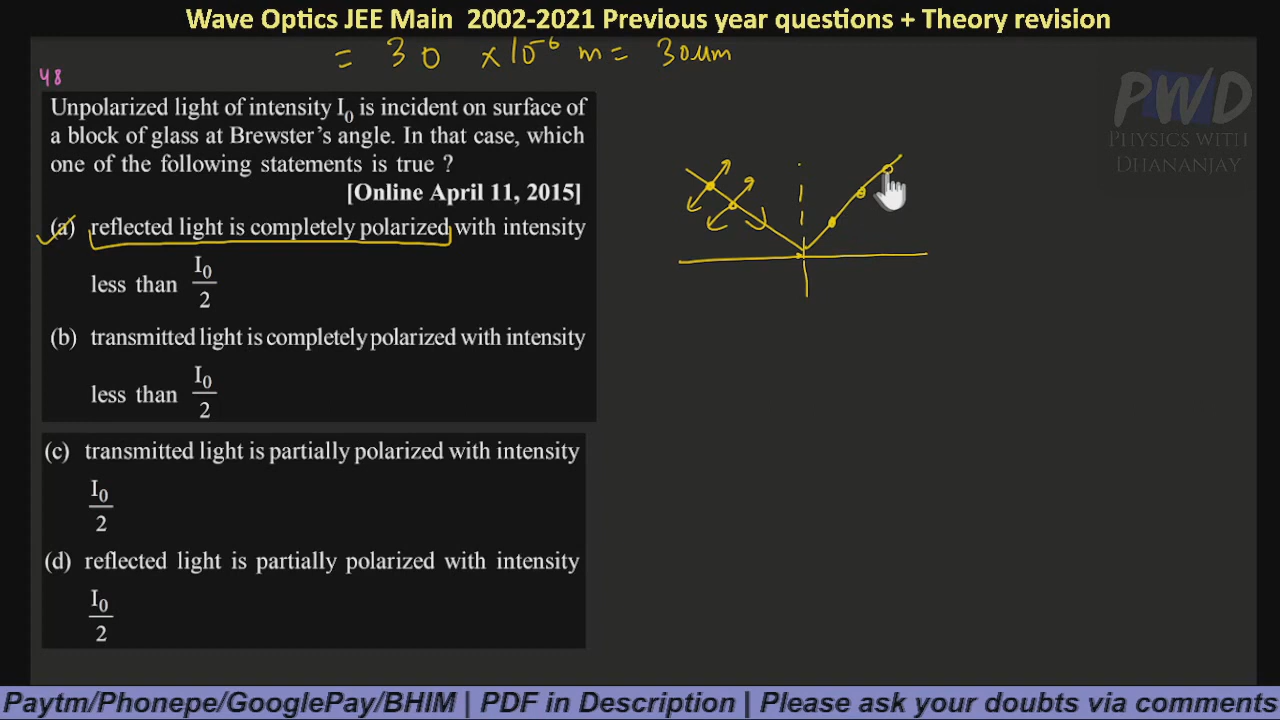 Wave Optics JEE Main 2002-2021 Previous year questions + Theory revision
= 30 ×10⁻⁶ m = 30μm
48
Unpolarized light of intensity I₀ is incident on surface of
a block of glass at Brewster's angle. In that case, which
one of the following statements is true ?
[Online April 11, 2015]
(a) reflected light is completely polarized with intensity
less than I₀/2
(b) transmitted light is completely polarized with intensity
less than I₀/2
(c) transmitted light is partially polarized with intensity
I₀/2
(d) reflected light is partially polarized with intensity
I₀/2
PWD
PHYSICS WITH
DHANANJAY
Paytm/Phonepe/GooglePay/BHIM | PDF in Description | Please ask your doubts via comments